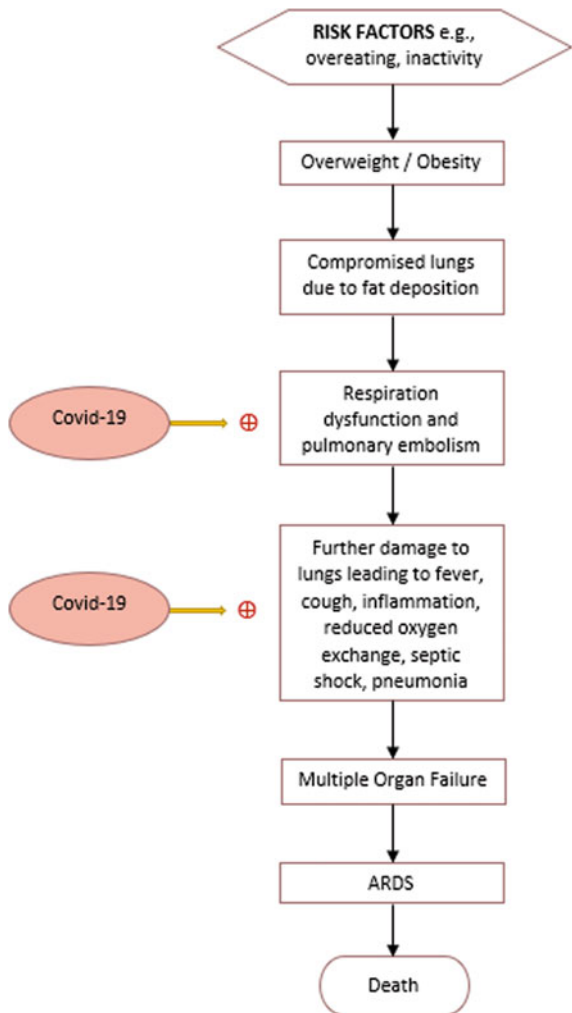 RISK FACTORS e.g.,
overeating, inactivity
Overweight / Obesity
Compromised lungs
due to fat deposition
Covid-19
Respiration
dysfunction and
pulmonary embolism
Covid-19
Further damage to
lungs leading to fever,
cough, inflammation,
reduced oxygen
exchange, septic
shock, pneumonia
Multiple Organ Failure
ARDS
Death